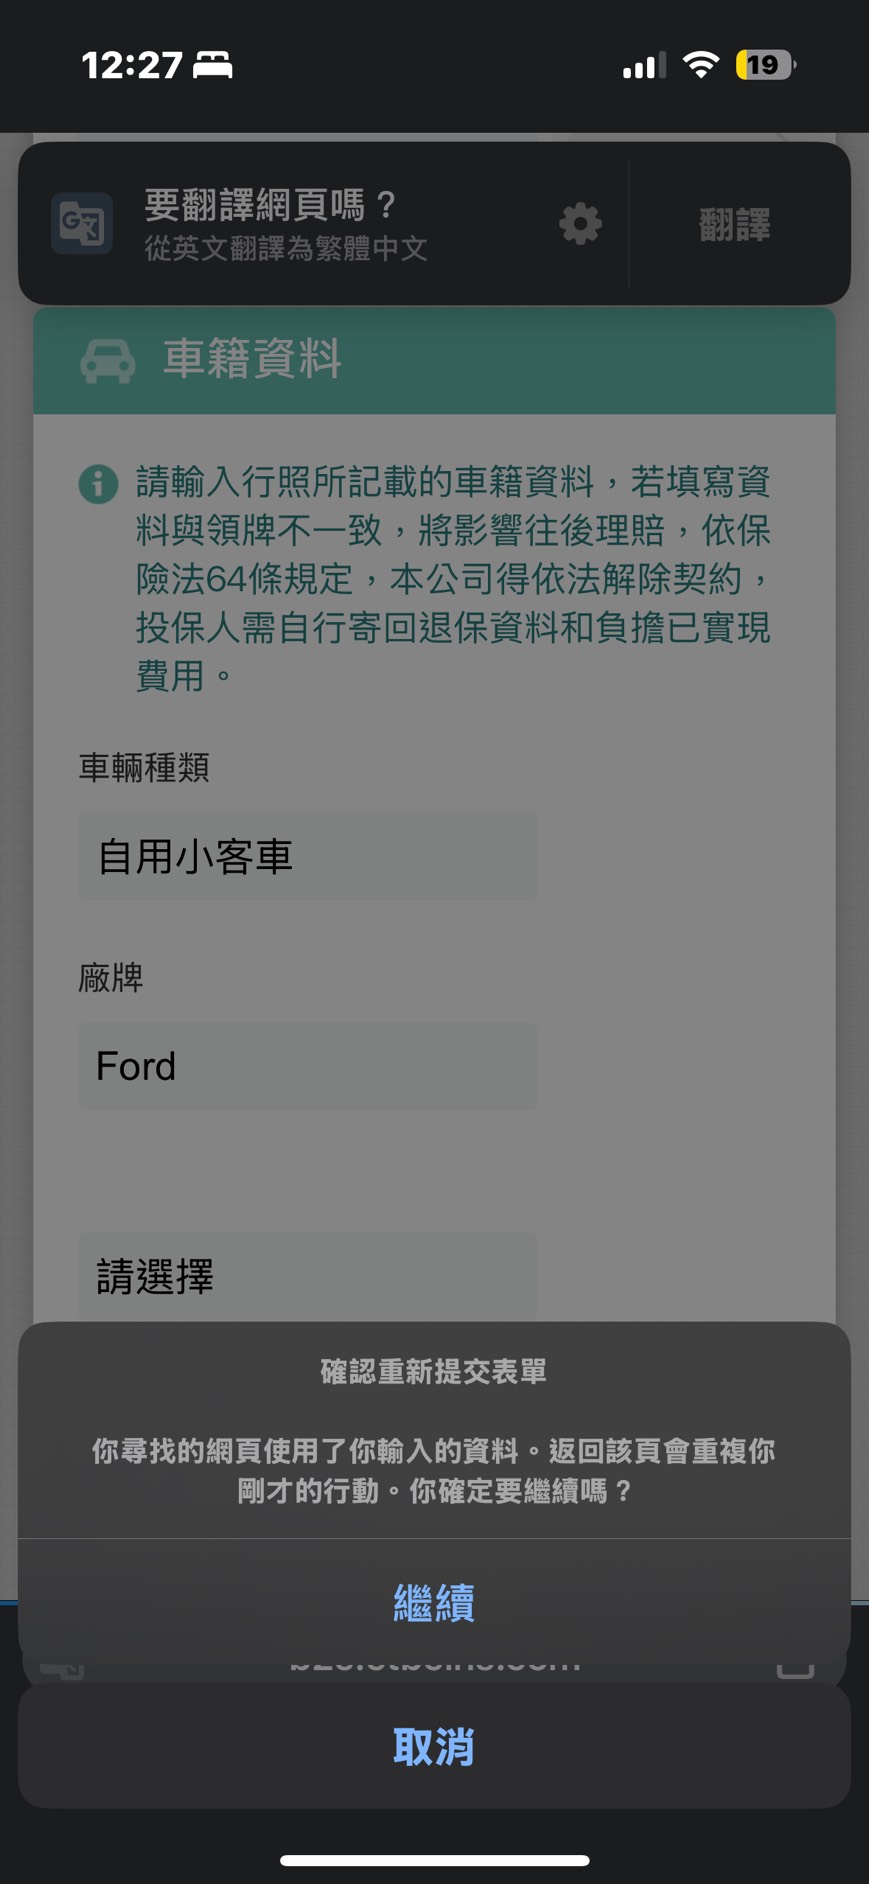 12:27
19
要翻譯網頁嗎？
從英文翻譯為繁體中文
翻譯
車籍資料
請輸入行照所記載的車籍資料，若填寫資
料與領牌不一致，將影響往後理賠，依保
險法64條規定，本公司得依法解除契約，
投保人需自行寄回退保資料和負擔已實現
費用。
車輛種類
自用小客車
廠牌
Ford
請選擇
確認重新提交表單
你尋找的網頁使用了你輸入的資料。返回該頁會重複你
剛才的行動。你確定要繼續嗎？
繼續
取消